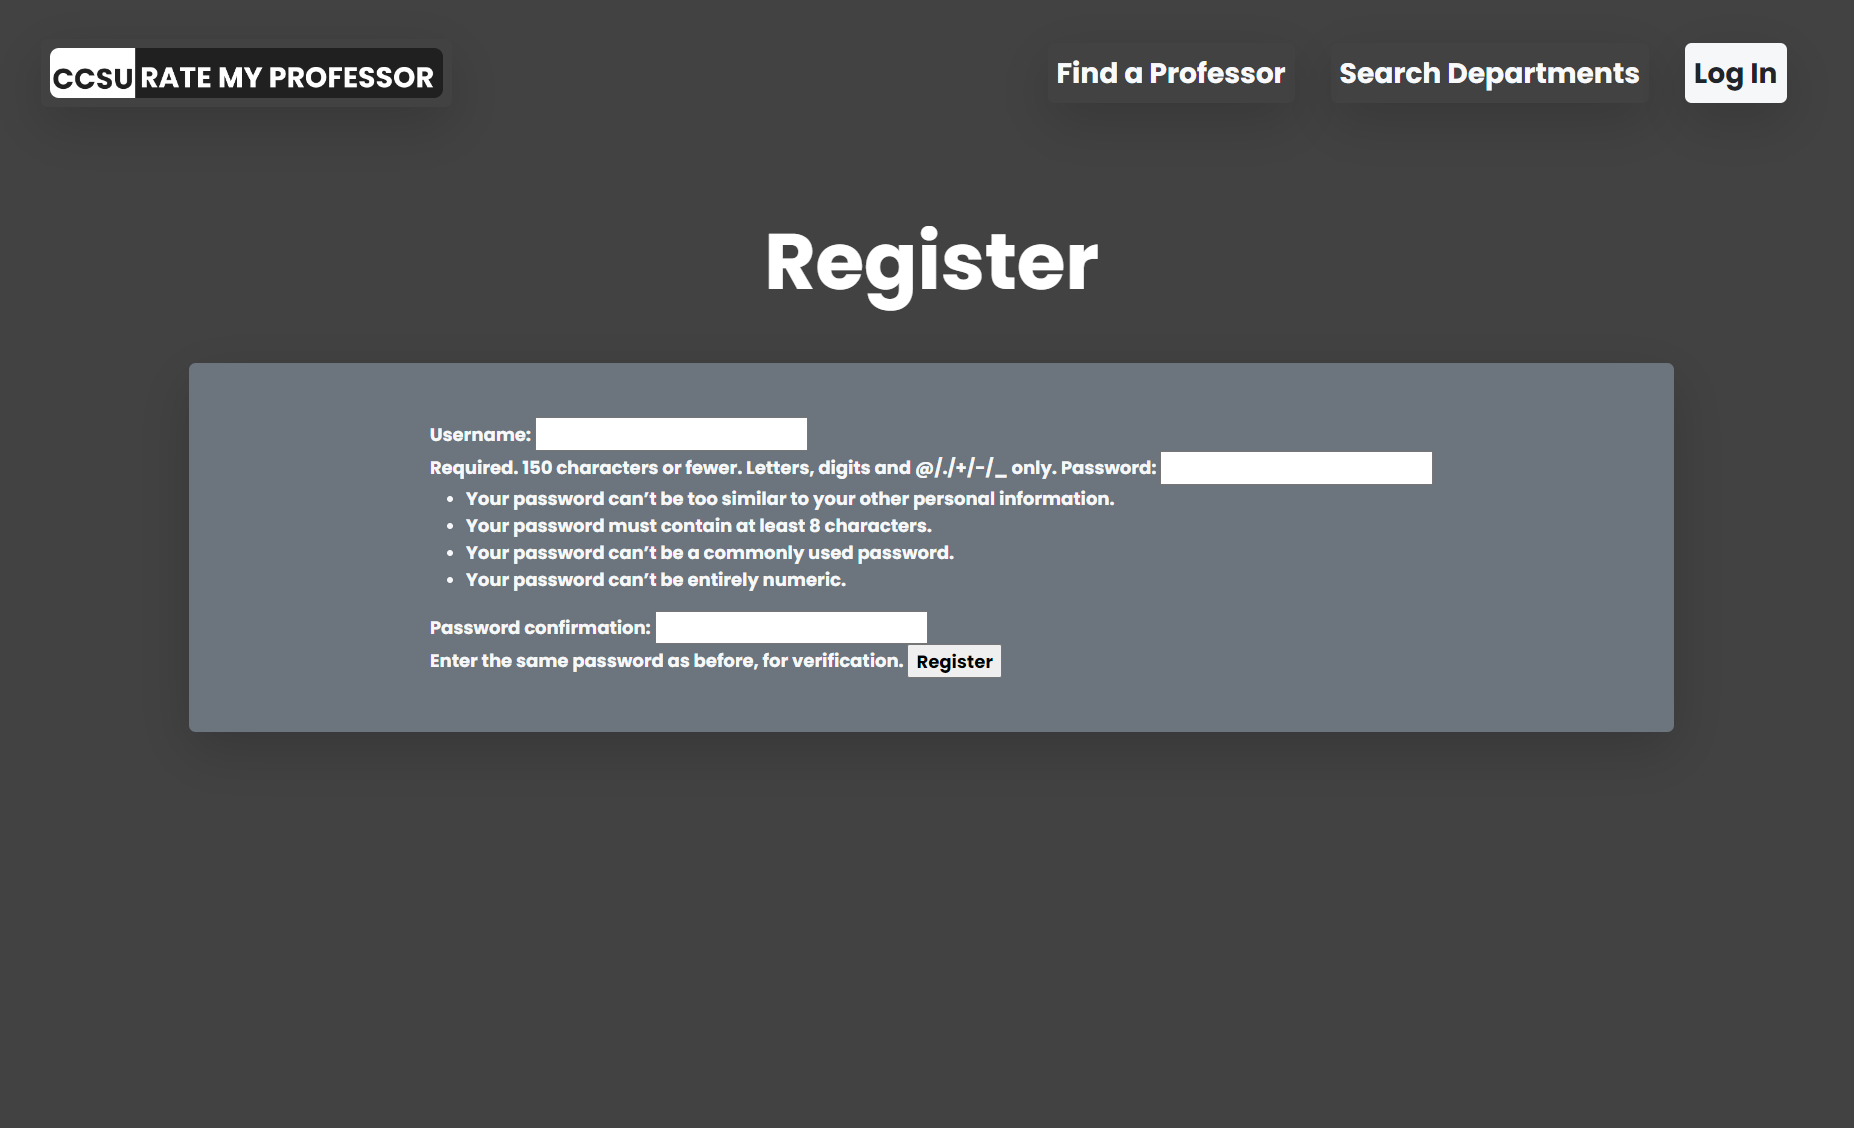 CCSU RATE MY PROFESSOR Find a Professor Search Departments Log In
Register
Username:
Required. 150 characters or fewer. Letters, digits and @/./+/-/_ only. Password:
• Your password can’t be too similar to your other personal information.
• Your password must contain at least 8 characters.
• Your password can’t be a commonly used password.
• Your password can’t be entirely numeric.
Password confirmation:
Enter the same password as before, for verification. Register